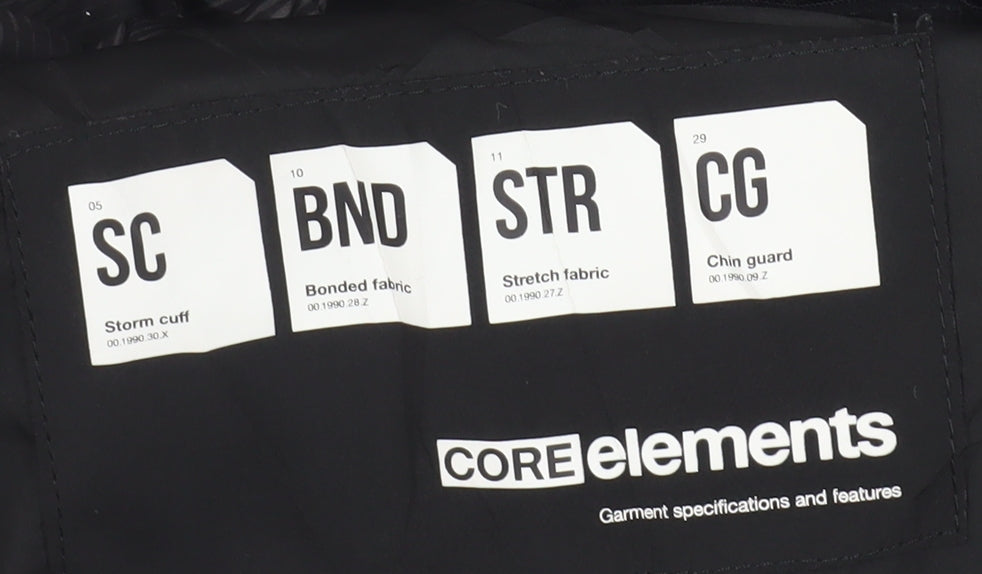 05
SC
Storm cuff
00.1990.30.X
10
BND
Bonded fabric
00.1990.28.Z
11
STR
Stretch fabric
00.1990.27.Z
29
CG
Chin guard
00.1990.09.Z
CORE elements
Garment specifications and features